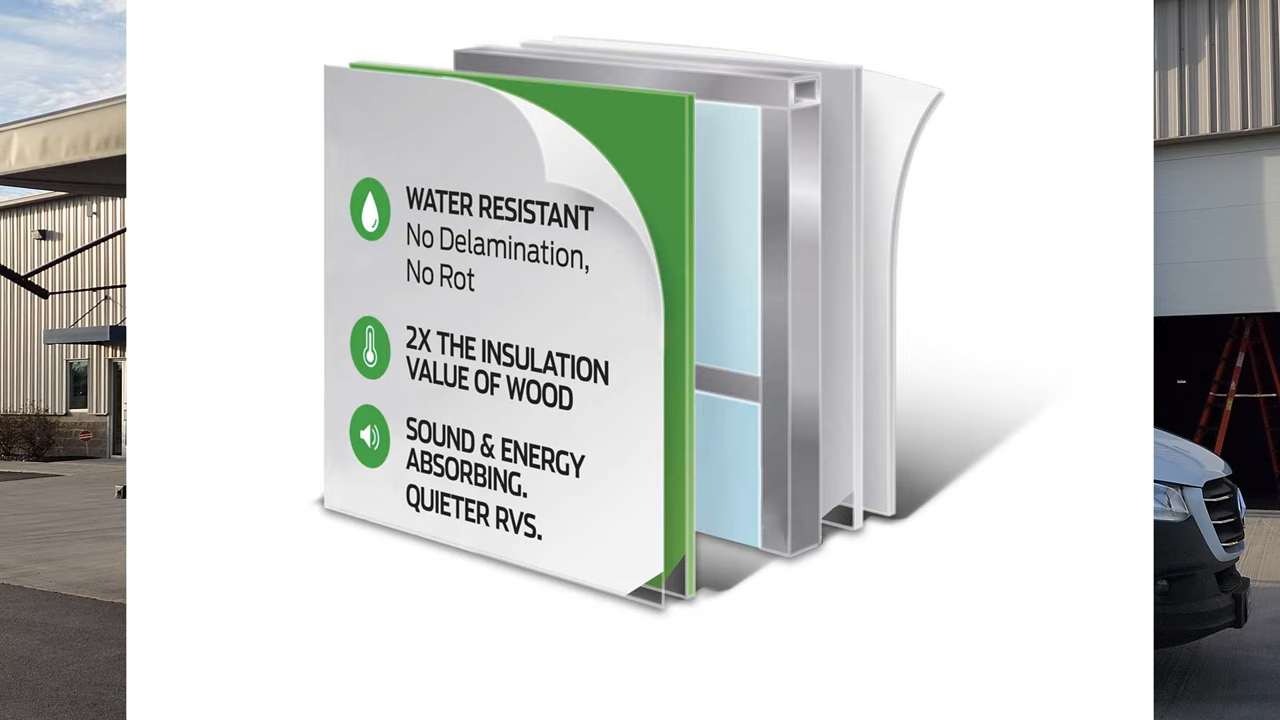 WATER RESISTANT
No Delamination,
No Rot
2X THE INSULATION
VALUE OF WOOD
SOUND & ENERGY
ABSORBING.
QUIETER RVS.